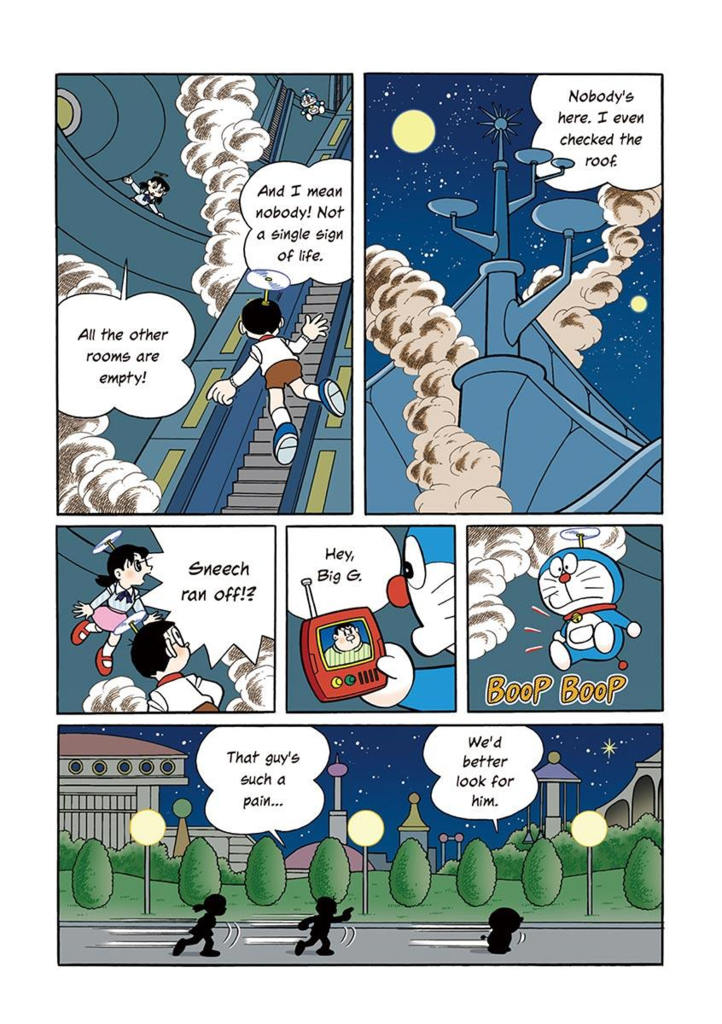 Nobody's
here. I even
checked the
roof.
And I mean
nobody! Not
a single sign
of life.
All the other
rooms are
empty!
BOOP BOOP
Hey,
Big G.
Sneech
ran off!?
We'd
better
look for
him.
That guy's
such a
pain...